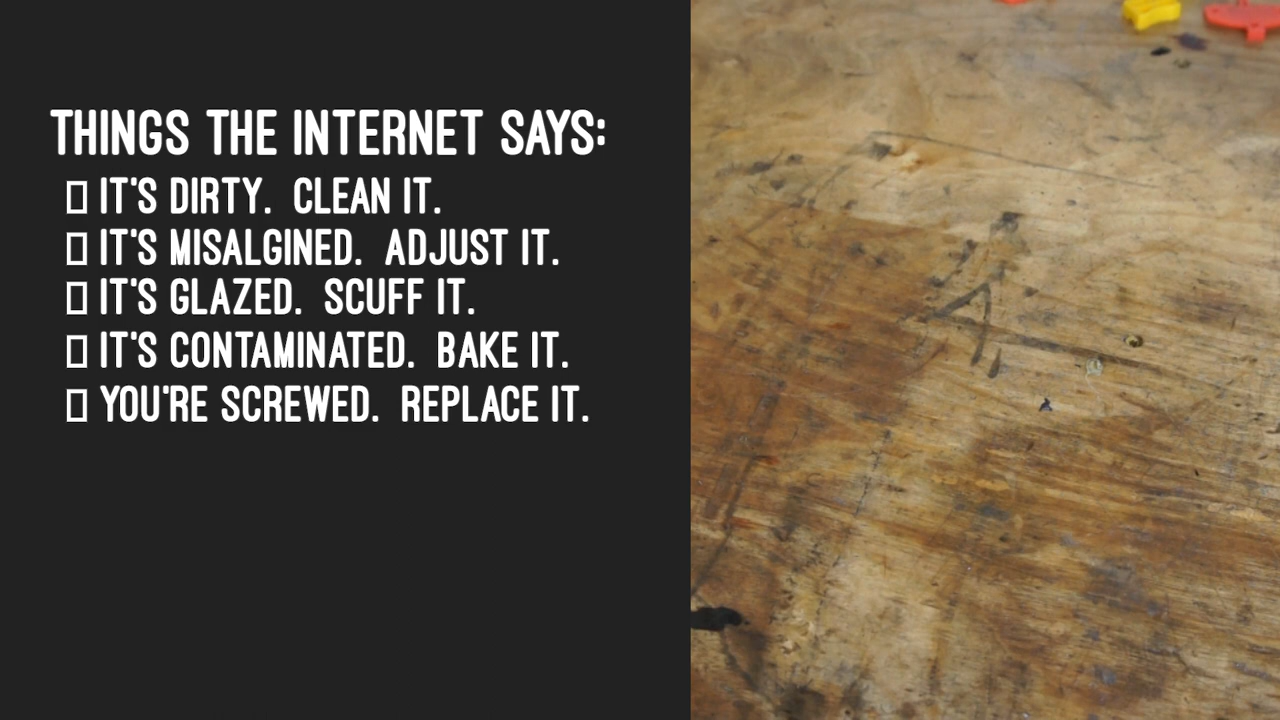 THINGS THE INTERNET SAYS:
▯ IT'S DIRTY. CLEAN IT.
▯ IT'S MISALGINED. ADJUST IT.
▯ IT'S GLAZED. SCUFF IT.
▯ IT'S CONTAMINATED. BAKE IT.
▯ YOU'RE SCREWED. REPLACE IT.